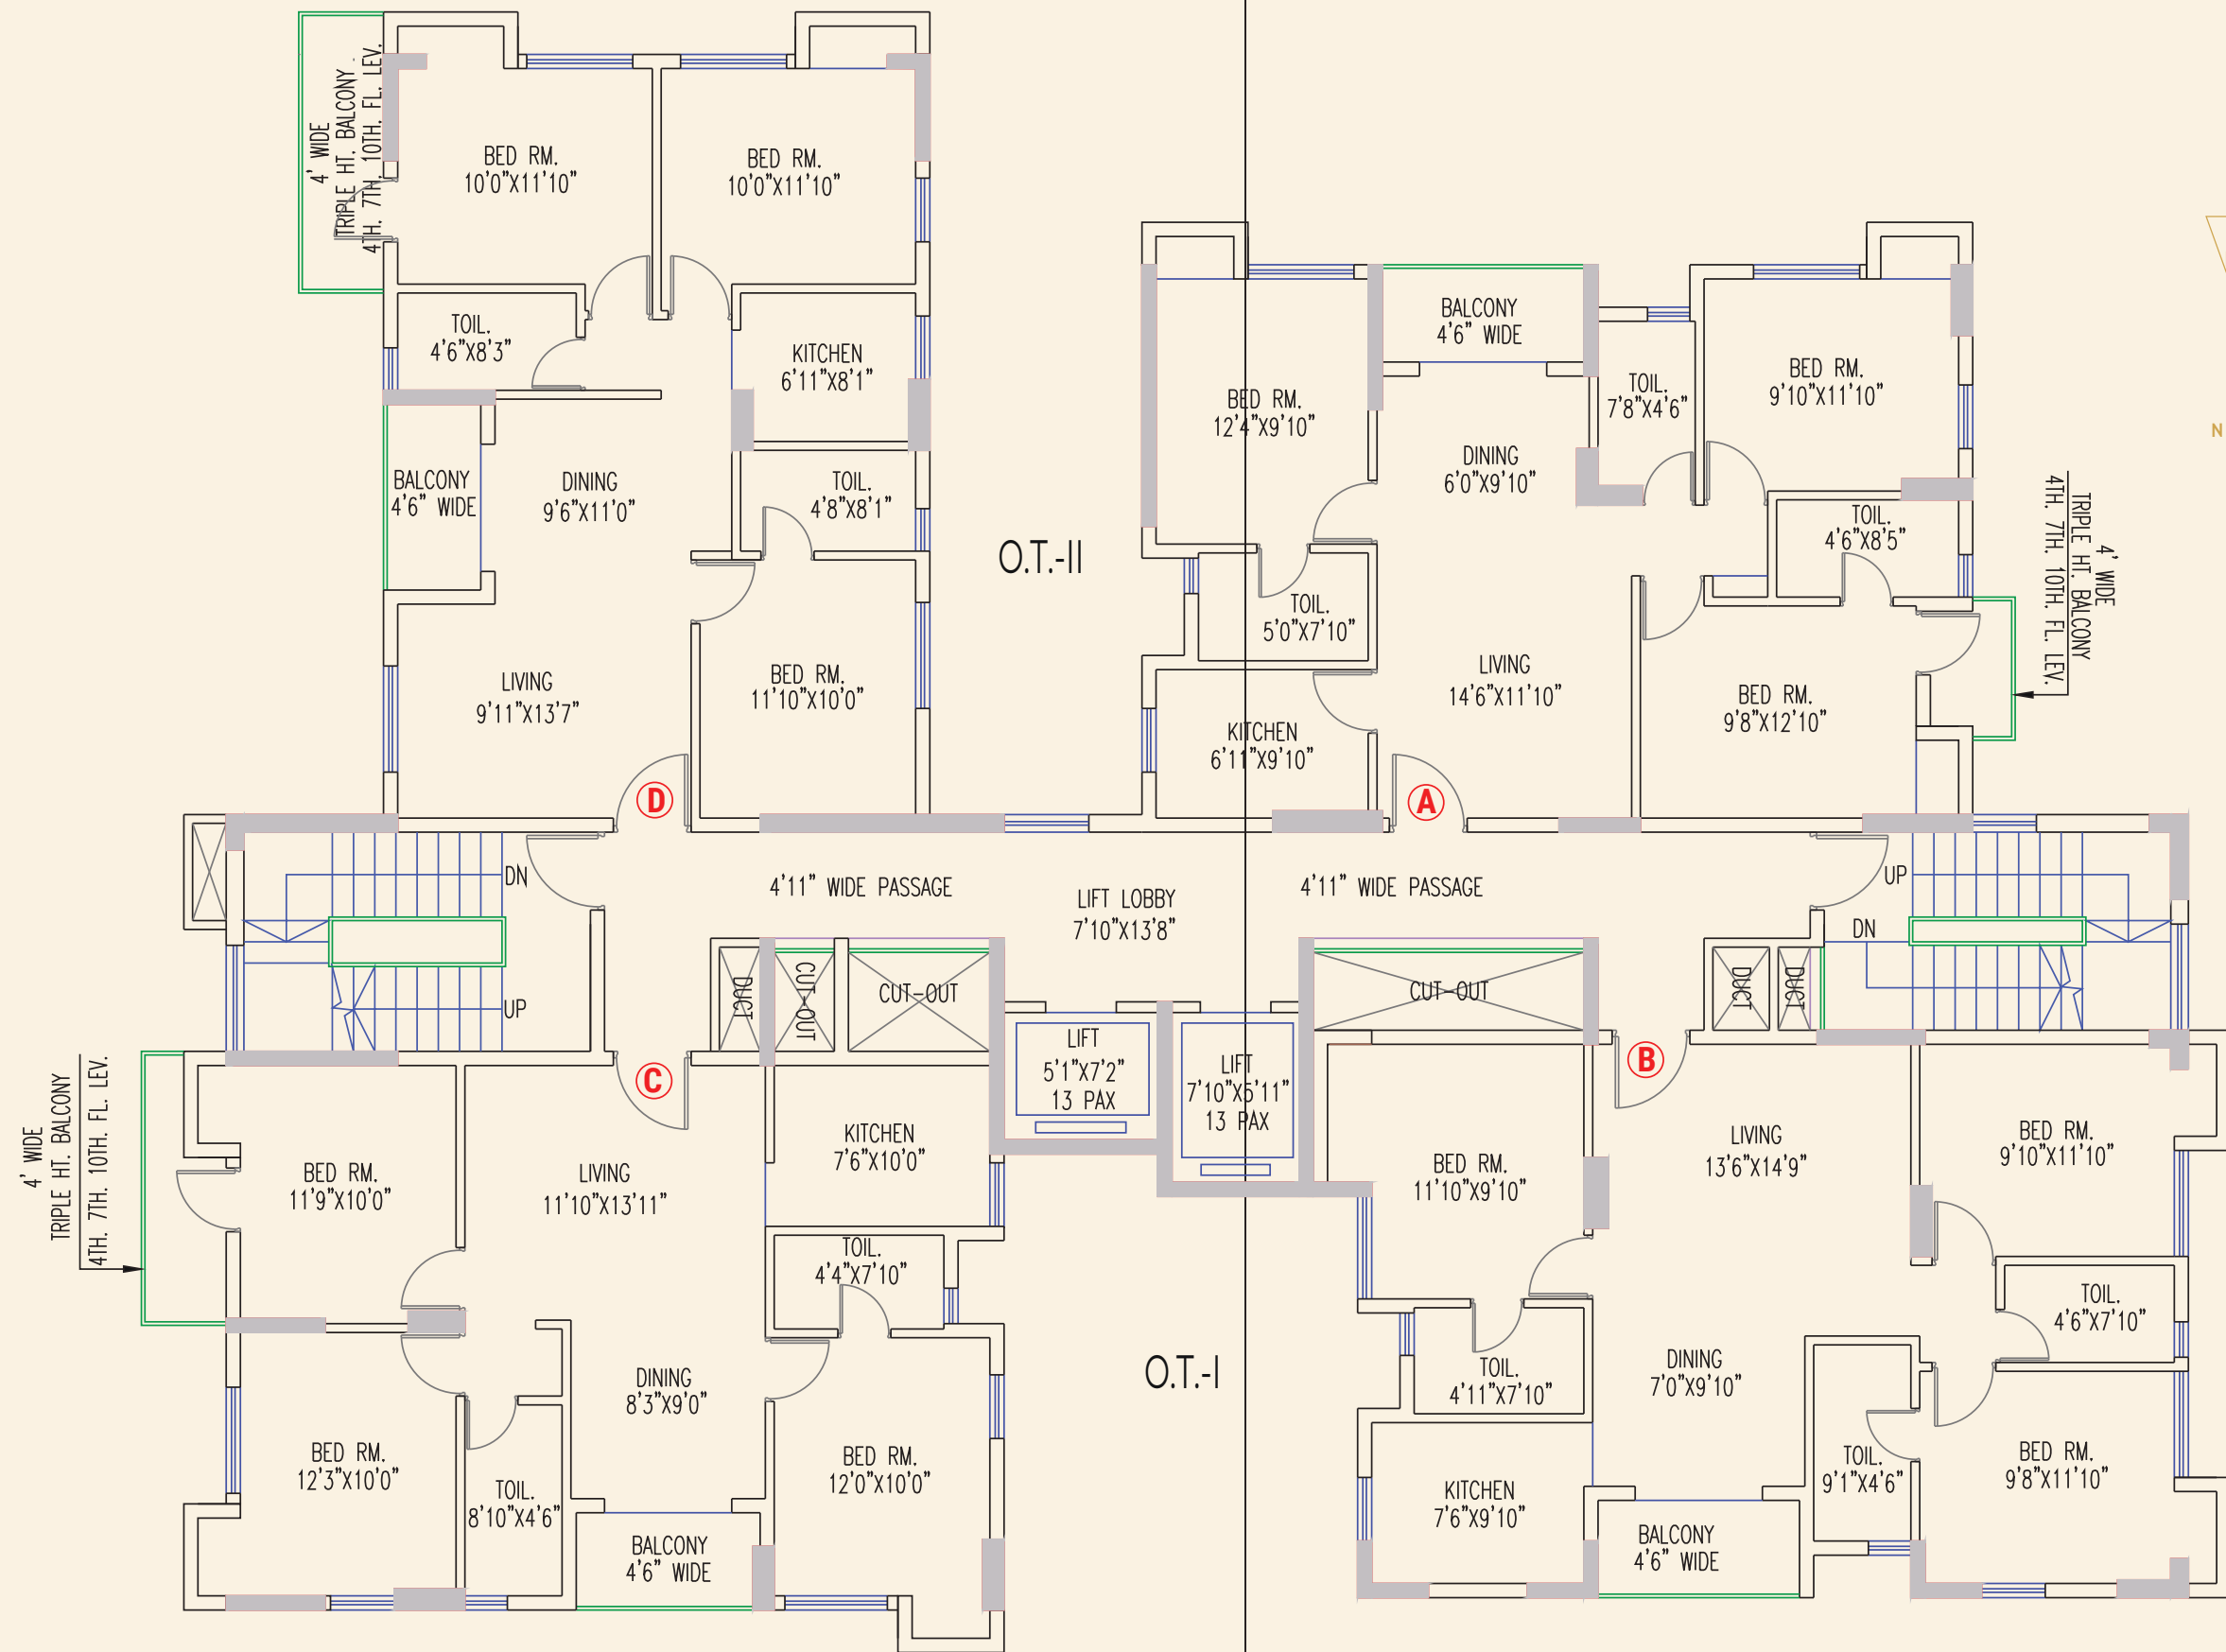 4' WIDE
TRIPLE HT. BALCONY
4TH. 7TH. 10TH. FL. LEV.
BED RM.
10'0"X11'10"
BED RM.
10'0"X11'10"
TOIL.
4'6"X8'3"
KITCHEN
6'11"X8'1"
BALCONY
4'6" WIDE
DINING
9'6"X11'0"
TOIL.
4'8"X8'1"
LIVING
9'11"X13'7"
BED RM.
11'10"X10'0"
D
O.T.-II
BED RM.
12'4"X9'10"
BALCONY
4'6" WIDE
DINING
6'0"X9'10"
TOIL.
7'8"X4'6"
BED RM.
9'10"X11'10"
N
TOIL.
4'6"X8'5"
4' WIDE
TRIPLE HT. BALCONY
4TH. 7TH. 10TH. FL. LEV.
TOIL.
5'0"X7'10"
LIVING
14'6"X11'10"
BED RM.
9'8"X12'10"
KITCHEN
6'11"X9'10"
A
DN
UP
4'11" WIDE PASSAGE
LIFT LOBBY
7'10"X13'8"
4'11" WIDE PASSAGE
UP
DN
DUCT
CUT-OUT
CUT-OUT
CUT-OUT
DUCT
DUCT
LIFT
5'1"X7'2"
13 PAX
LIFT
7'10"X5'11"
13 PAX
C
B
4' WIDE
TRIPLE HT. BALCONY
4TH. 7TH. 10TH. FL. LEV.
BED RM.
11'9"X10'0"
LIVING
11'10"X13'11"
KITCHEN
7'6"X10'0"
TOIL.
4'4"X7'10"
DINING
8'3"X9'0"
BED RM.
12'3"X10'0"
TOIL.
8'10"X4'6"
BALCONY
4'6" WIDE
BED RM.
12'0"X10'0"
O.T.-I
BED RM.
11'10"X9'10"
LIVING
13'6"X14'9"
BED RM.
9'10"X11'10"
TOIL.
4'6"X7'10"
TOIL.
4'11"X7'10"
DINING
7'0"X9'10"
KITCHEN
7'6"X9'10"
BALCONY
4'6" WIDE
TOIL.
9'1"X4'6"
BED RM.
9'8"X11'10"